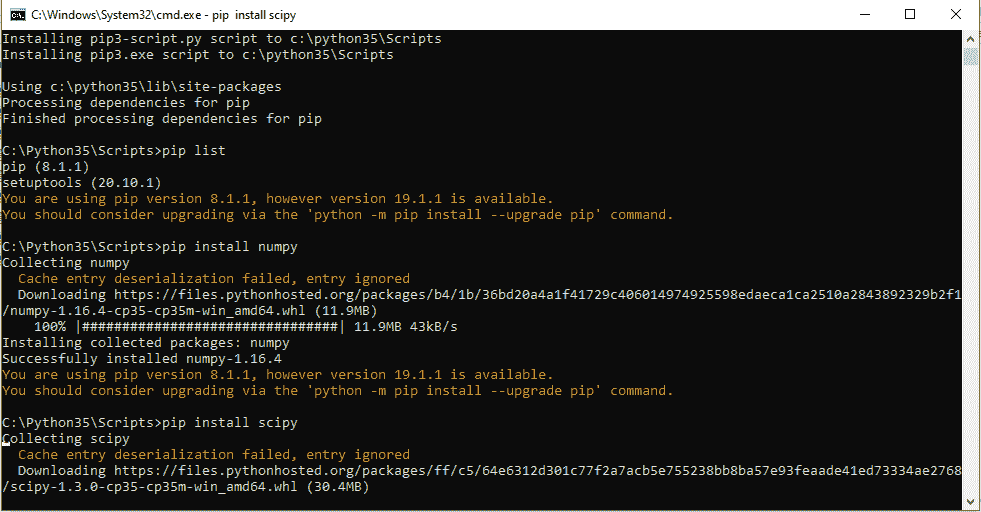 C:\Windows\System32\cmd.exe - pip  install scipy
Installing pip3-script.py script to c:\python35\Scripts
Installing pip3.exe script to c:\python35\Scripts
Using c:\python35\lib\site-packages
Processing dependencies for pip
Finished processing dependencies for pip
C:\Python35\Scripts>pip list
pip (8.1.1)
setuptools (20.10.1)
You are using pip version 8.1.1, however version 19.1.1 is available.
You should consider upgrading via the 'python -m pip install --upgrade pip' command.
C:\Python35\Scripts>pip install numpy
Collecting numpy
  Cache entry deserialization failed, entry ignored
  Downloading https://files.pythonhosted.org/packages/b4/1b/36bd20a4a1f41729c406014974925598edaeca1ca2510a2843892329b2f1
/numpy-1.16.4-cp35-cp35m-win_amd64.whl (11.9MB)
    100% |################################| 11.9MB 43kB/s
Installing collected packages: numpy
Successfully installed numpy-1.16.4
You are using pip version 8.1.1, however version 19.1.1 is available.
You should consider upgrading via the 'python -m pip install --upgrade pip' command.
C:\Python35\Scripts>pip install scipy
Collecting scipy
  Cache entry deserialization failed, entry ignored
  Downloading https://files.pythonhosted.org/packages/ff/c5/64e6312d301c77f2a7acb5e755238bb8ba57e93feaade41ed73334ae2768
/scipy-1.3.0-cp35-cp35m-win_amd64.whl (30.4MB)